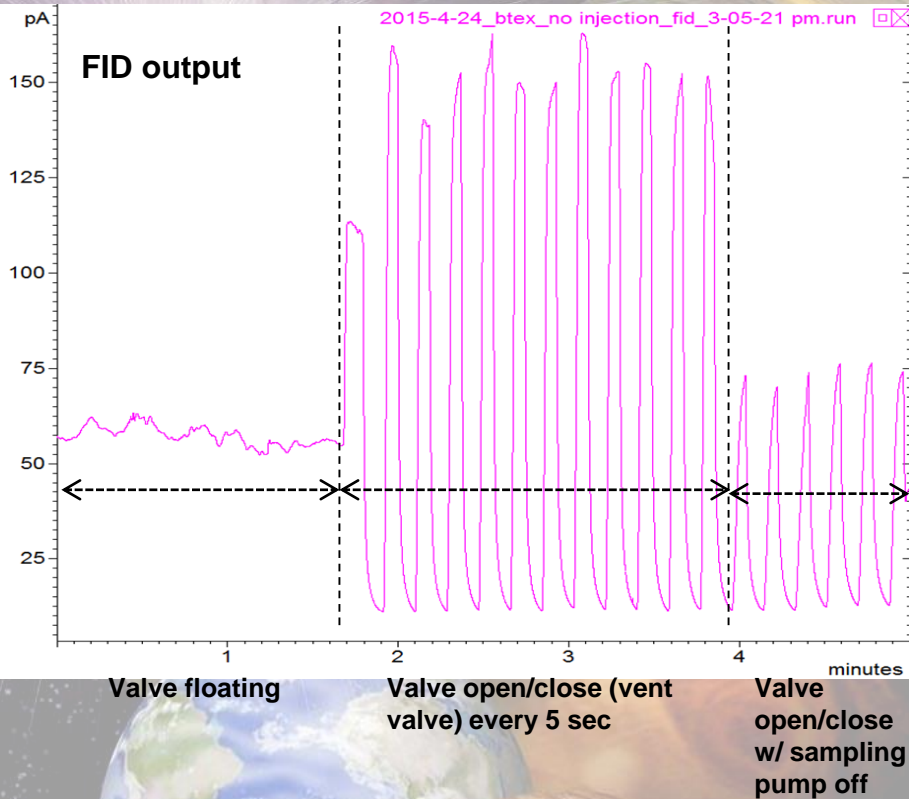 pA
2015-4-24_btex_no injection_fid_3-05-21 pm.run
FID output
150
125
100
75
50
25
1
2
3
4
minutes
Valve floating
Valve open/close (vent
valve) every 5 sec
Valve
open/close
w/ sampling
pump off